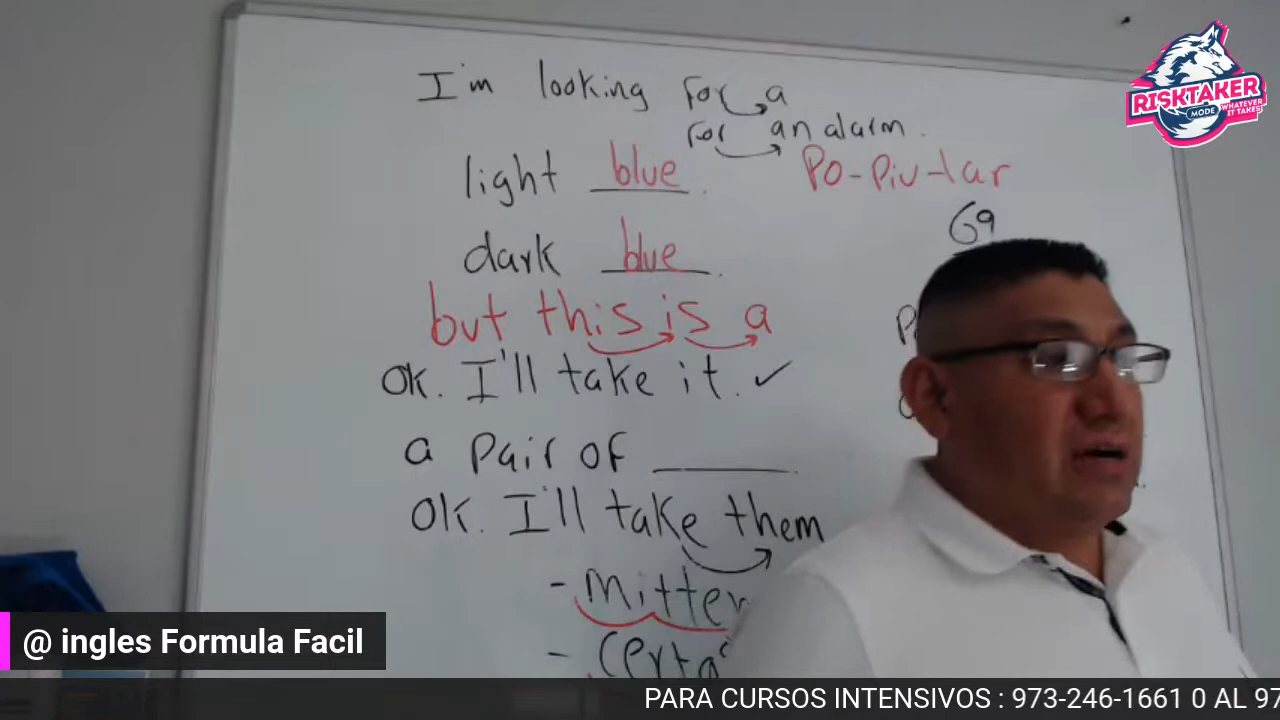 I'm looking for a
for an alarm.
light blue.
Po-Piu-lar
69
dark blue.
but this is a
OK. I'll take it. ✓
a Pair of ________
OK. I'll take them
- Mitten
- Certa
RISKTAKER
MODE
WHATEVER
IT TAKES!
@ ingles Formula Facil
PARA CURSOS INTENSIVOS : 973-246-1661 0 AL 97